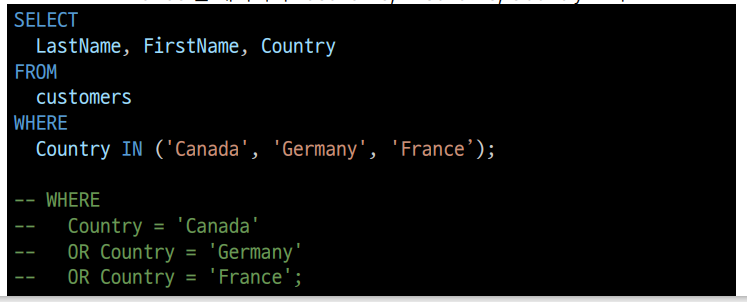 SELECT
LastName, FirstName, Country
FROM
customers
WHERE
Country IN ('Canada', 'Germany', 'France’);
-- WHERE
-- Country = 'Canada'
-- OR Country = 'Germany'
-- OR Country = 'France';